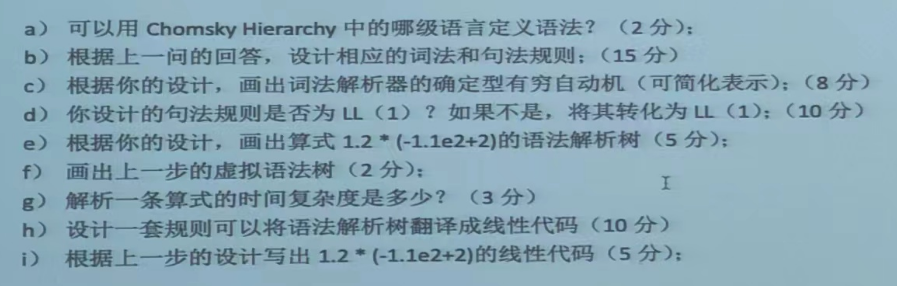 a） 可以用 Chomsky Hierarchy 中的哪级语言定义语法？（2 分）；
b） 根据上一问的回答，设计相应的词法和句法规则；（15 分）
c） 根据你的设计，画出词法解析器的确定型有穷自动机（可简化表示）；（8 分）
d） 你设计的句法规则是否为 LL（1）？如果不是，将其转化为 LL（1）；（10 分）
e） 根据你的设计，画出算式 1.2 * (-1.1e2+2)的语法解析树（5 分）；
f） 画出上一步的虚拟语法树（2 分）；
g） 解析一条算式的时间复杂度是多少？（3 分）
h） 设计一套规则可以将语法解析树翻译成线性代码（10 分）
i） 根据上一步的设计写出 1.2 * (-1.1e2+2)的线性代码（5 分）；